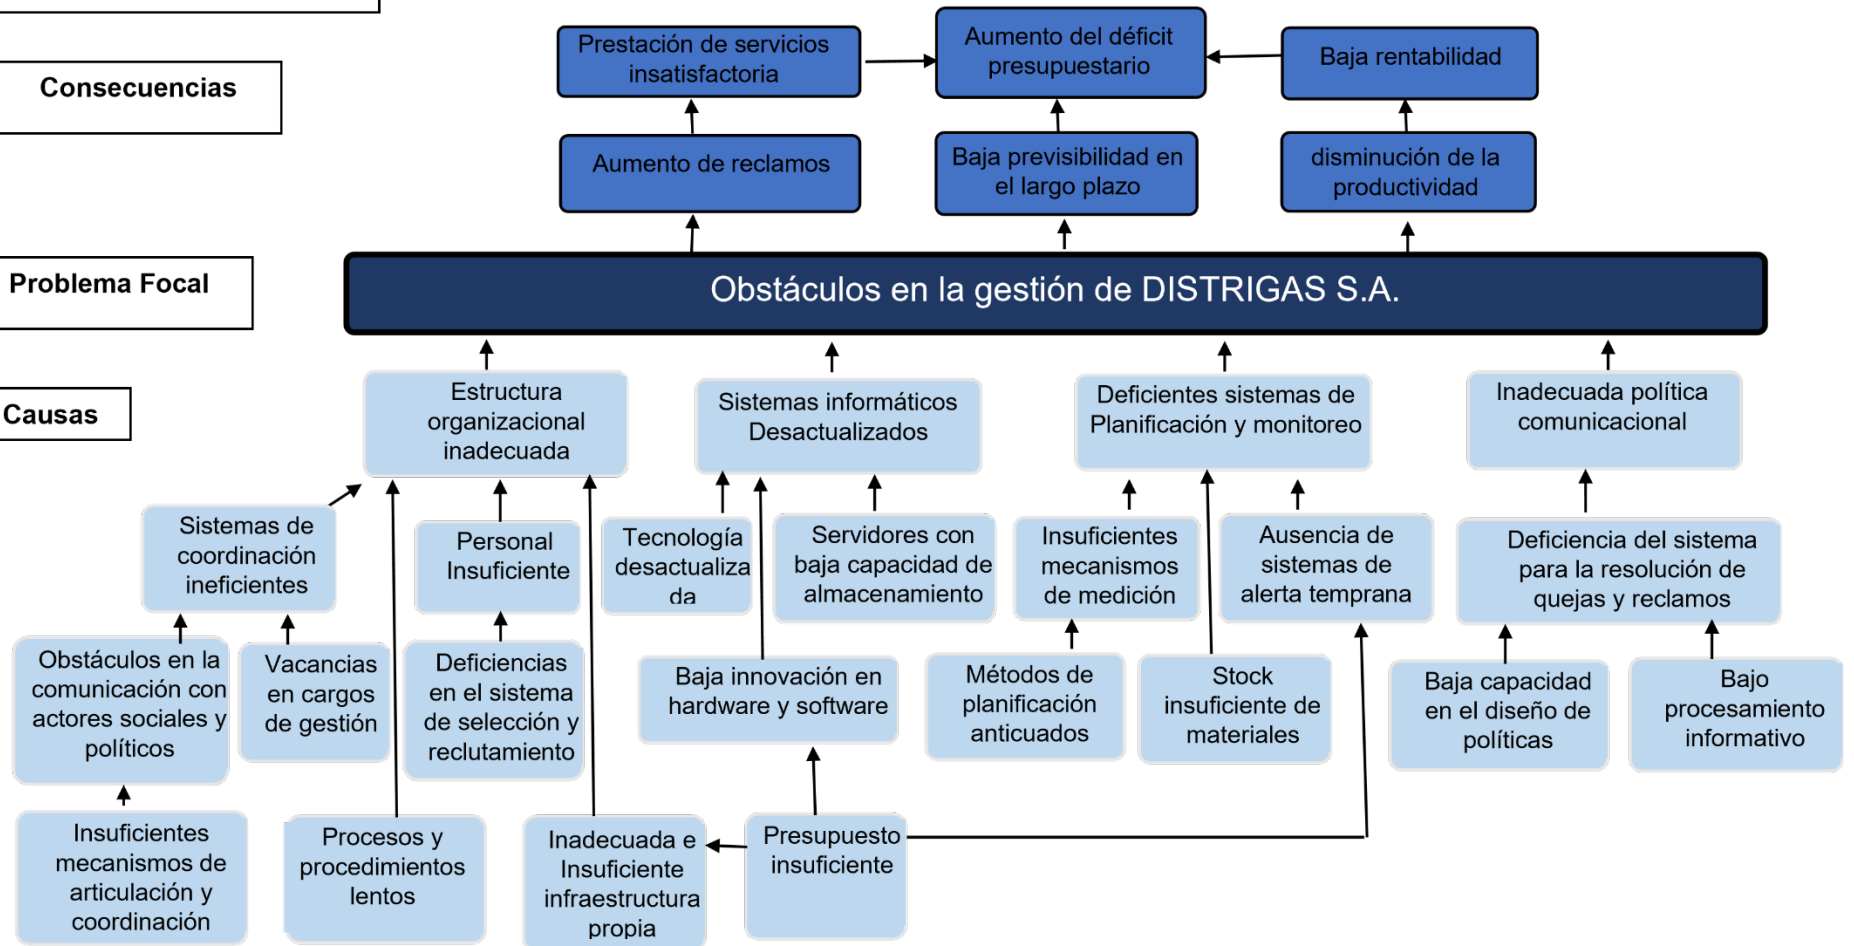 Prestación de servicios
insatisfactoria
Aumento del déficit
presupuestario
Baja rentabilidad
Consecuencias
Aumento de reclamos
Baja previsibilidad en
el largo plazo
disminución de la
productividad
Problema Focal
Obstáculos en la gestión de DISTRIGAS S.A.
Causas
Estructura
organizacional
inadecuada
Sistemas informáticos
Desactualizados
Deficientes sistemas de
Planificación y monitoreo
Inadecuada política
comunicacional
Sistemas de
coordinación
ineficientes
Personal
Insuficiente
Tecnología
desactualiza
da
Servidores con
baja capacidad de
almacenamiento
Insuficientes
mecanismos
de medición
Ausencia de
sistemas de
alerta temprana
Deficiencia del sistema
para la resolución de
quejas y reclamos
Obstáculos en la
comunicación con
actores sociales y
políticos
Vacancias
en cargos
de gestión
Deficiencias
en el sistema
de selección y
reclutamiento
Baja innovación en
hardware y software
Métodos de
planificación
anticuados
Stock
insuficiente de
materiales
Baja capacidad
en el diseño de
políticas
Bajo
procesamiento
informativo
Insuficientes
mecanismos de
articulación y
coordinación
Procesos y
procedimientos
lentos
Inadecuada e
Insuficiente
infraestructura
propia
Presupuesto
insuficiente